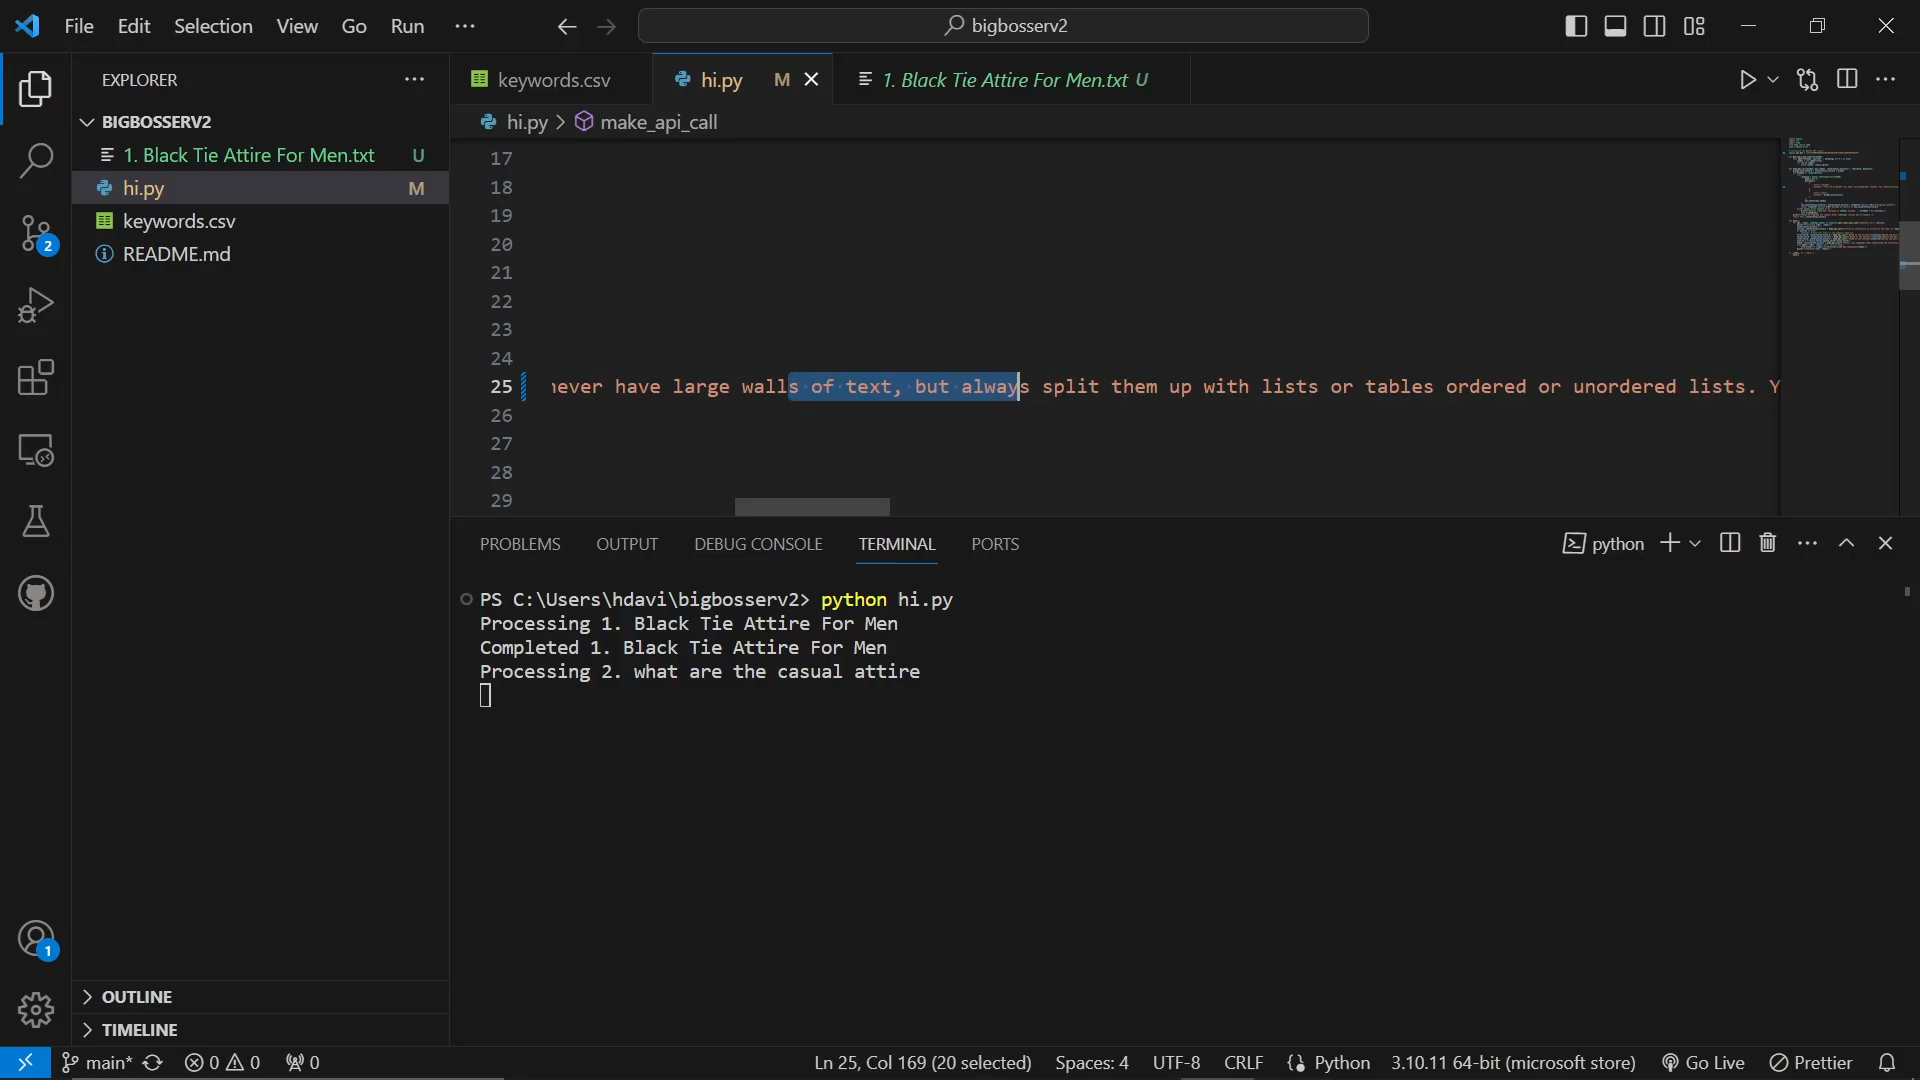 File Edit Selection View Go Run
bigbosserv2
EXPLORER
BIGBOSSERV2
1. Black Tie Attire For Men.txt U
hi.py M
keywords.csv
README.md
2
1
OUTLINE
TIMELINE
keywords.csv
hi.py M
1. Black Tie Attire For Men.txt U
hi.py > make_api_call
17
18
19
20
21
22
23
24
25 never have large walls of text, but always split them up with lists or tables ordered or unordered lists. Y
26
27
28
29
PROBLEMS OUTPUT DEBUG CONSOLE TERMINAL PORTS
python
PS C:\Users\hdavi\bigbosserv2> python hi.py
Processing 1. Black Tie Attire For Men
Completed 1. Black Tie Attire For Men
Processing 2. what are the casual attire
main* 0 0 0 Ln 25, Col 169 (20 selected) Spaces: 4 UTF-8 CRLF Python 3.10.11 64-bit (microsoft store) Go Live Prettier